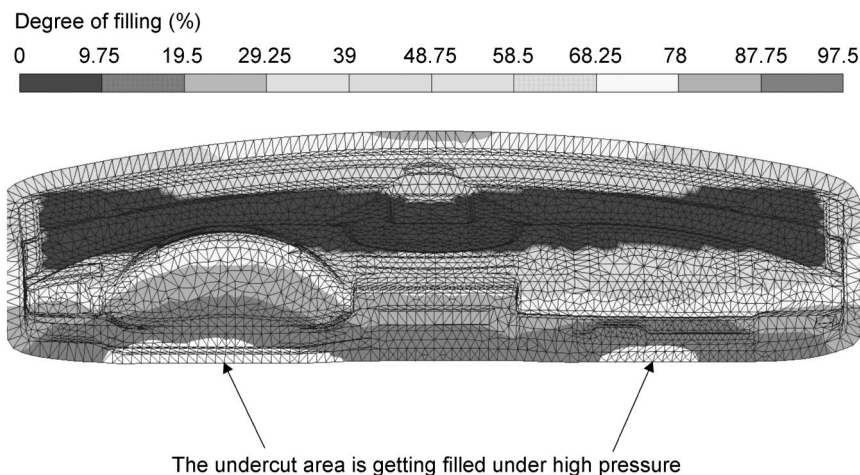 Degree of filling (%)
0 9.75 19.5 29.25 39 48.75 58.5 68.25 78 87.75 97.5
The undercut area is getting filled under high pressure